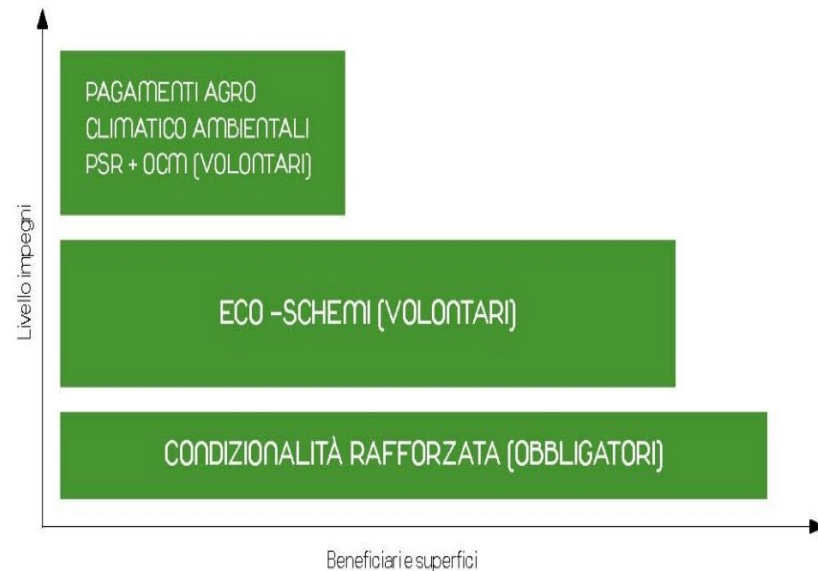 PAGAMENTI AGRO
CLIMATICO AMBIENTALI
PSR + OCM (VOLONTARI)
Livello impegni
ECO -SCHEMI (VOLONTARI)
CONDIZIONALITÀ RAFFORZATA (OBBLIGATORI)
Beneficiari e superfici